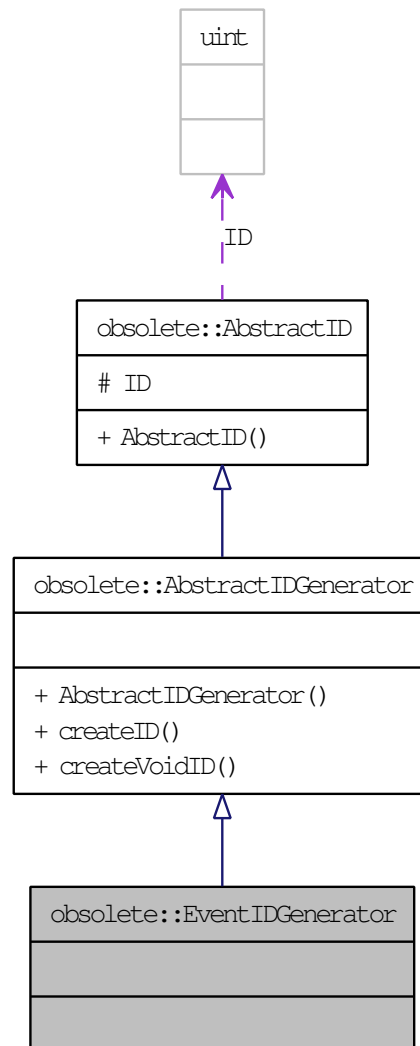 uint
ID
obsolete::AbstractID
# ID
+ AbstractID()
obsolete::AbstractIDGenerator
+ AbstractIDGenerator()
+ createID()
+ createVoidID()
obsolete::EventIDGenerator